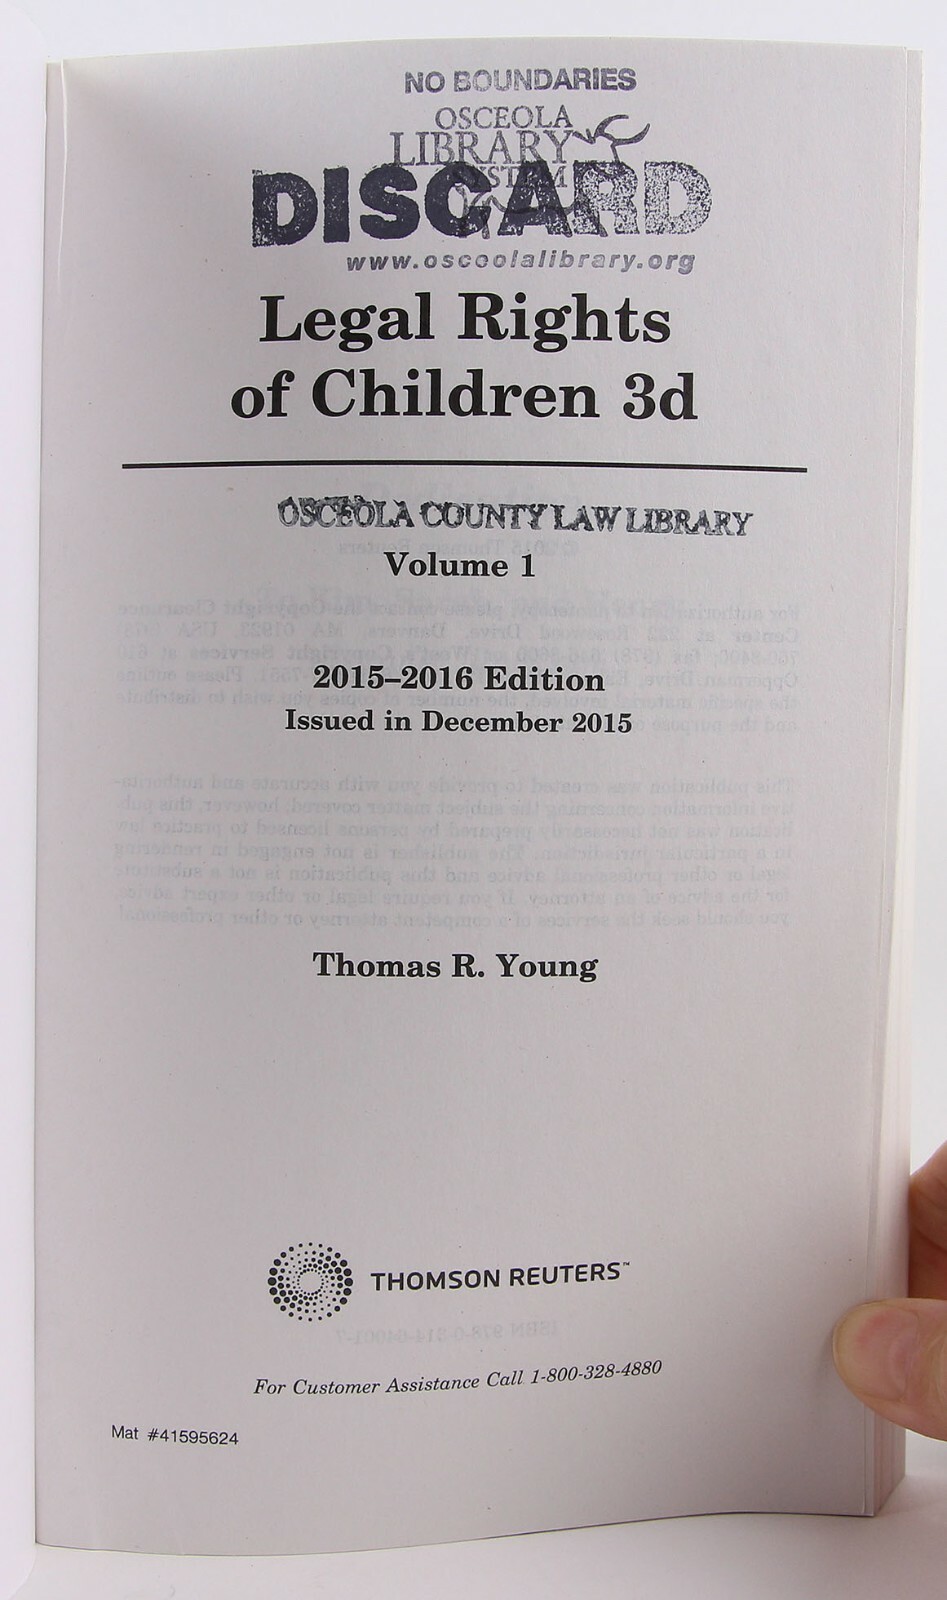 NO BOUNDARIES
OSCEOLA
LIBRARY
SYSTEM
DISCARD
www.osceolalibrary.org
Legal Rights
of Children 3d
OSCEOLA COUNTY LAW LIBRARY
Volume 1
2015–2016 Edition
Issued in December 2015
Thomas R. Young
THOMSON REUTERS™
For Customer Assistance Call 1-800-328-4880
Mat #41595624